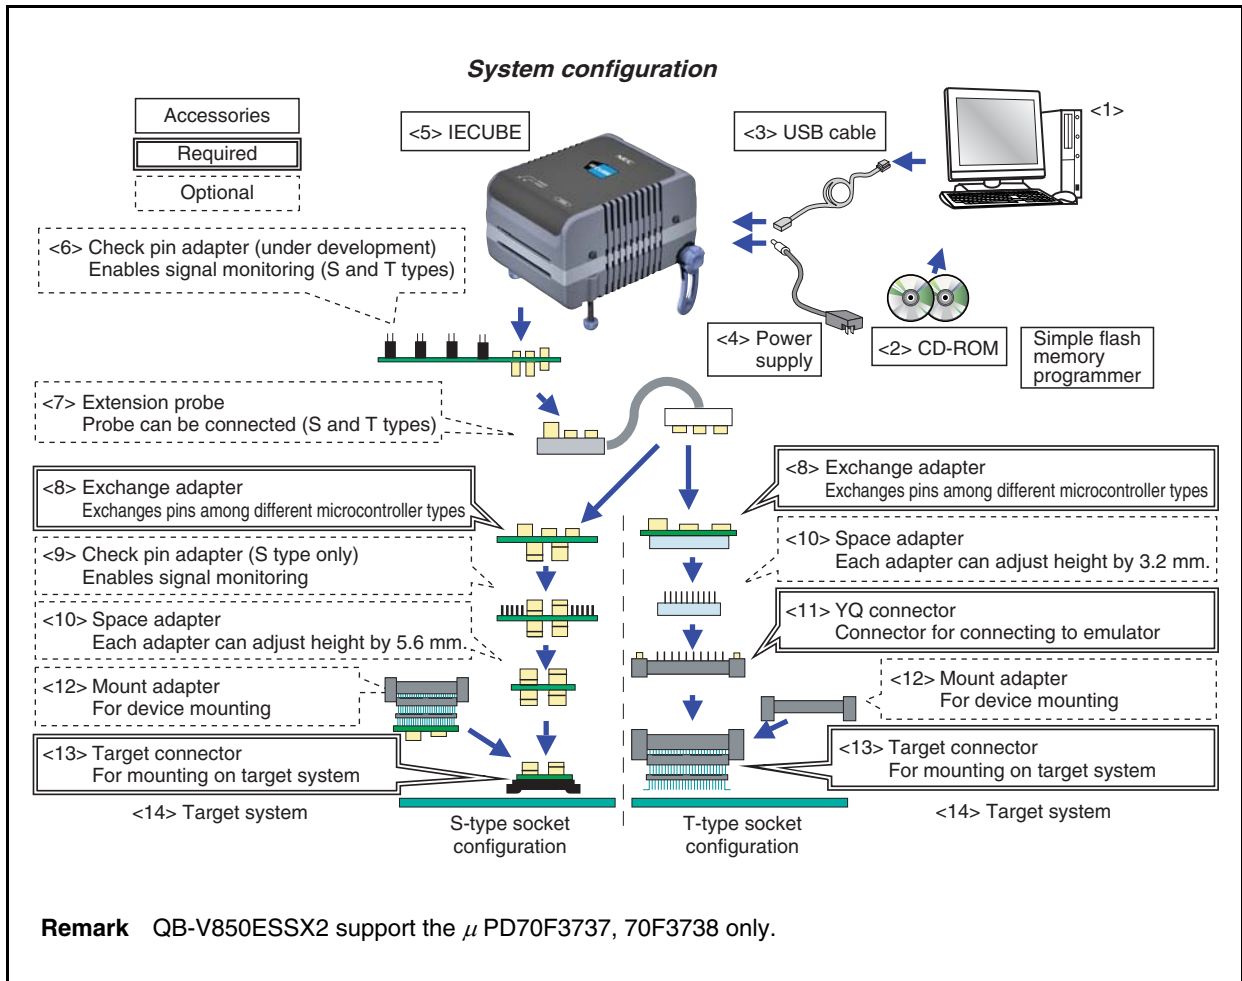 System configuration
Accessories
Required
Optional
<5> IECUBE
<3> USB cable
<1>
NEC
<6> Check pin adapter (under development)
Enables signal monitoring (S and T types)
<4> Power
supply
<2> CD-ROM
Simple flash
memory
programmer
<7> Extension probe
Probe can be connected (S and T types)
<8> Exchange adapter
Exchanges pins among different microcontroller types
<9> Check pin adapter (S type only)
Enables signal monitoring
<10> Space adapter
Each adapter can adjust height by 5.6 mm.
<12> Mount adapter
For device mounting
<13> Target connector
For mounting on target system
<14> Target system
S-type socket
configuration
<8> Exchange adapter
Exchanges pins among different microcontroller types
<10> Space adapter
Each adapter can adjust height by 3.2 mm.
<11> YQ connector
Connector for connecting to emulator
<12> Mount adapter
For device mounting
<13> Target connector
For mounting on target system
<14> Target system
T-type socket
configuration
Remark QB-V850ESSX2 support the μ PD70F3737, 70F3738 only.